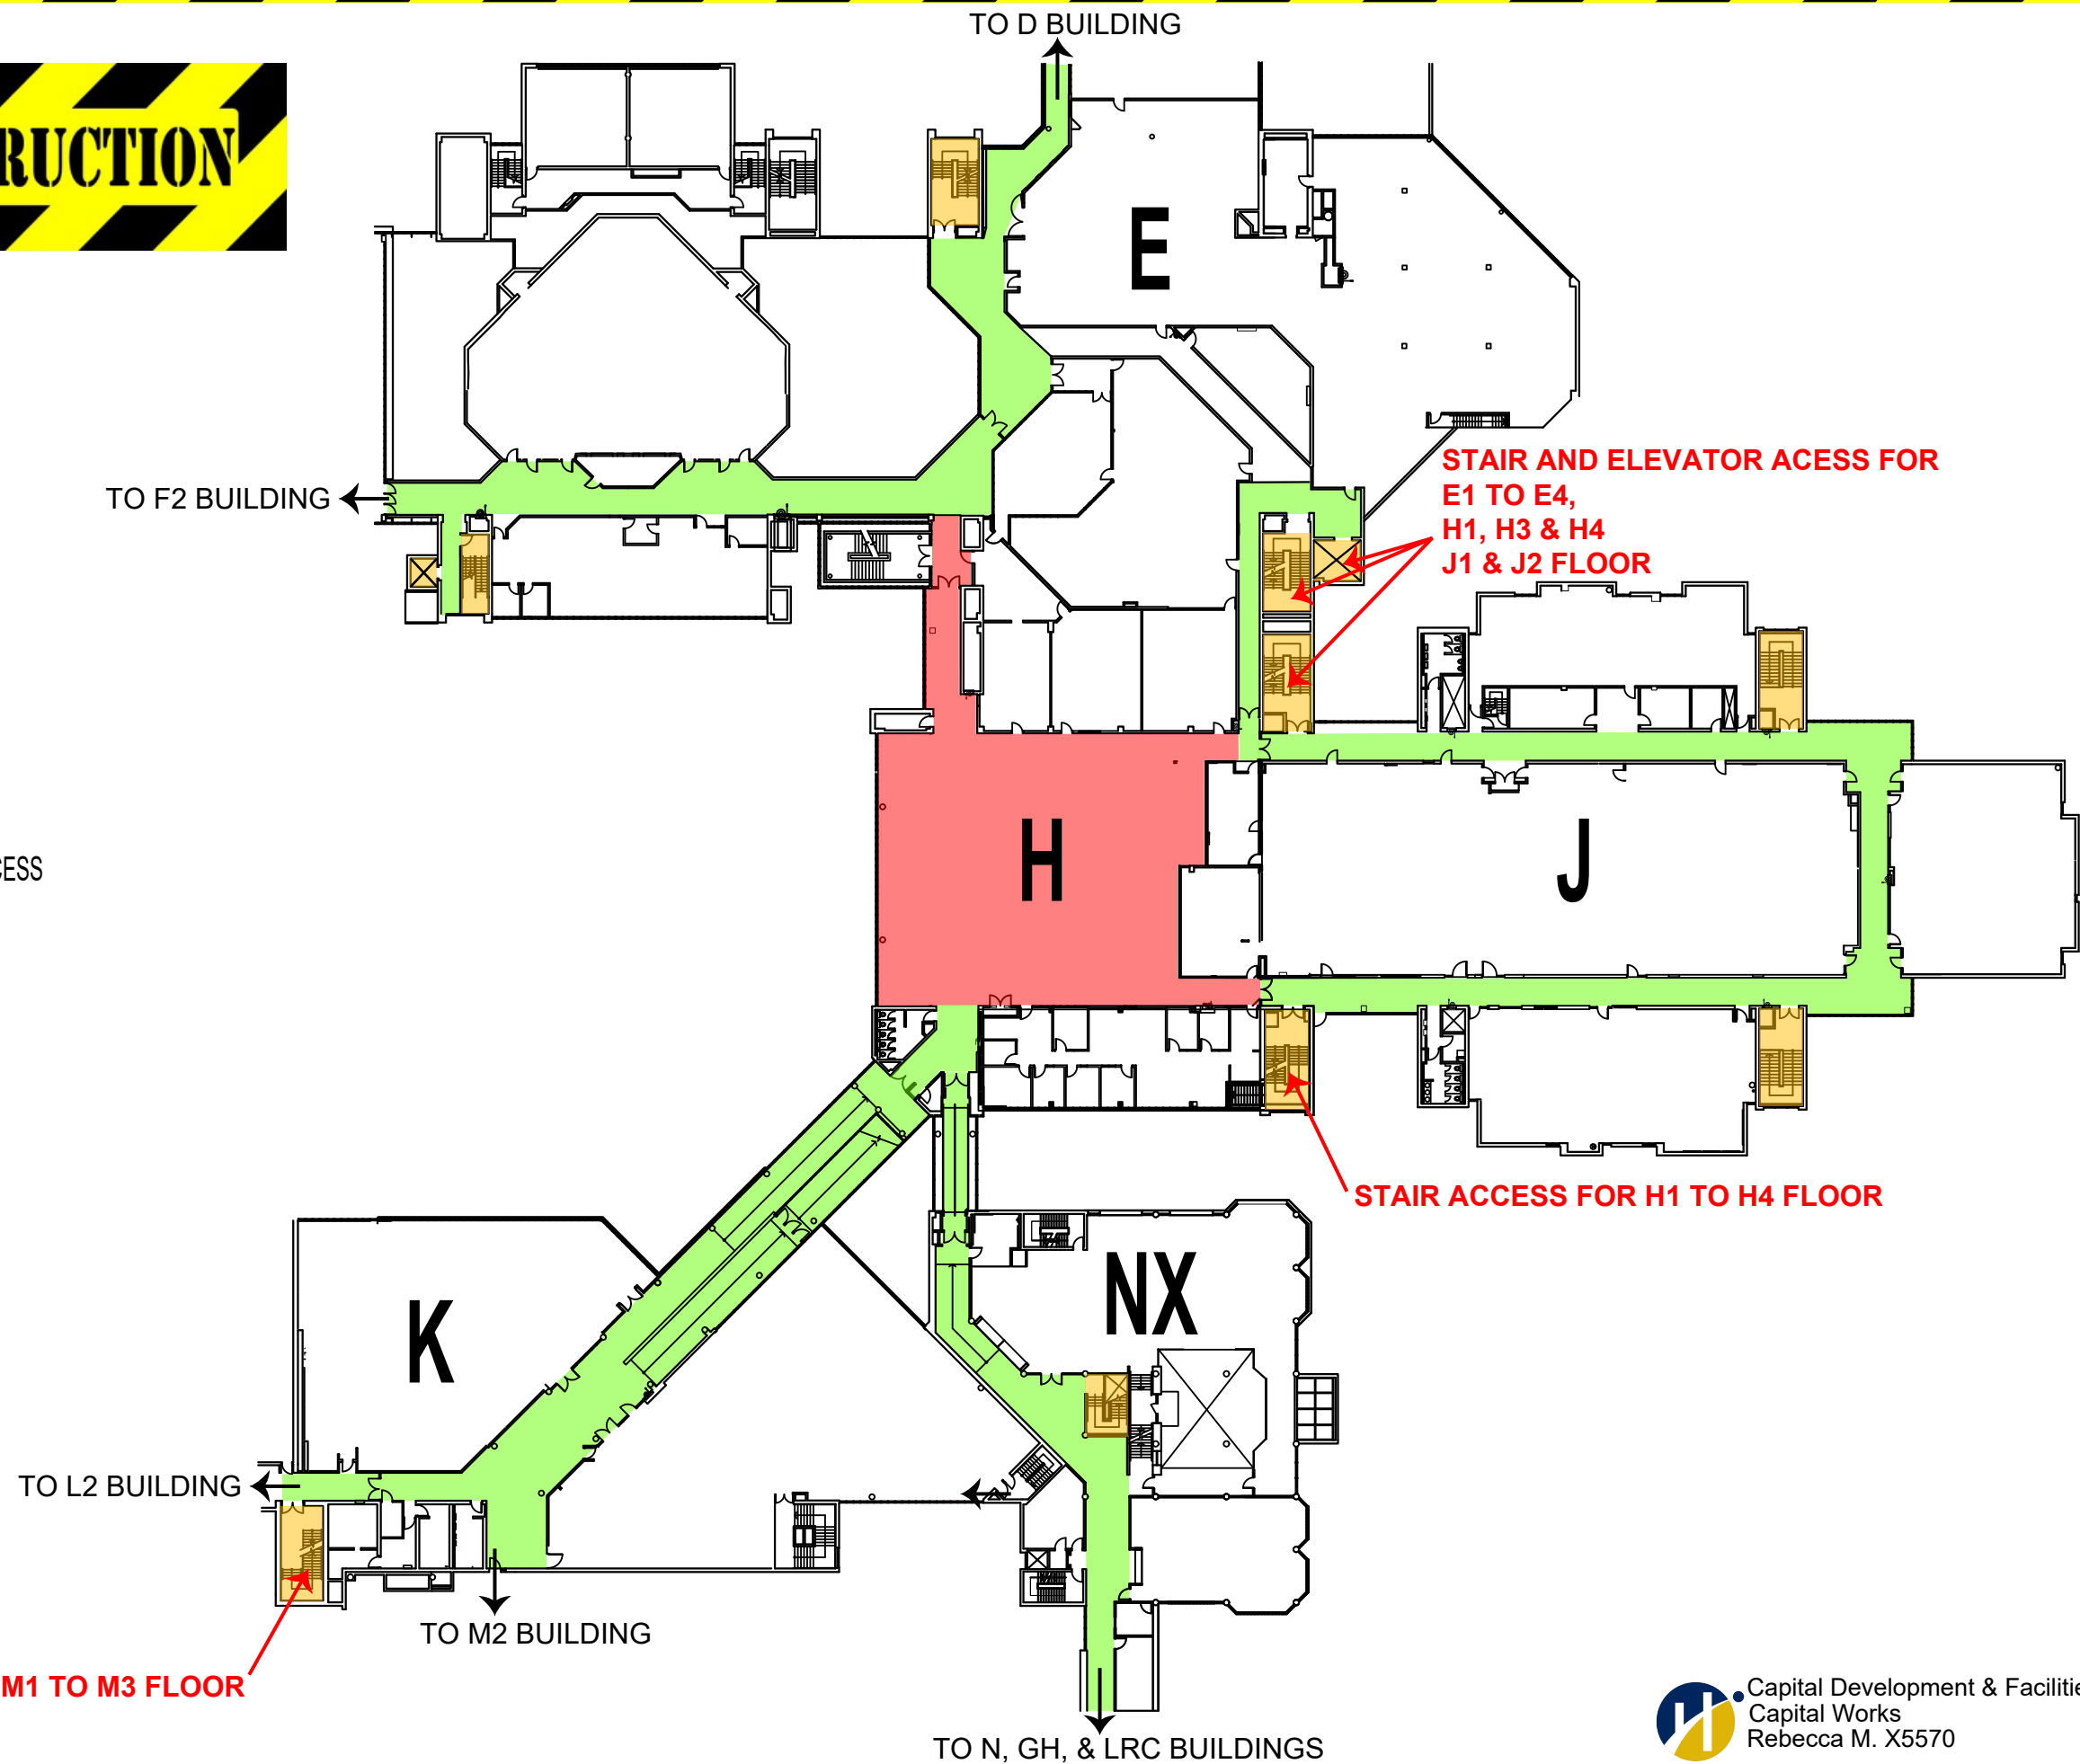 TO D BUILDING
RUCTION
E
STAIR AND ELEVATOR ACESS FOR
E1 TO E4,
H1, H3 & H4
J1 & J2 FLOOR
TO F2 BUILDING
H
J
CESS
STAIR ACCESS FOR H1 TO H4 FLOOR
NX
K
TO L2 BUILDING
TO M2 BUILDING
M1 TO M3 FLOOR
TO N, GH, & LRC BUILDINGS
Capital Development & Facilitie
Capital Works
Rebecca M. X5570